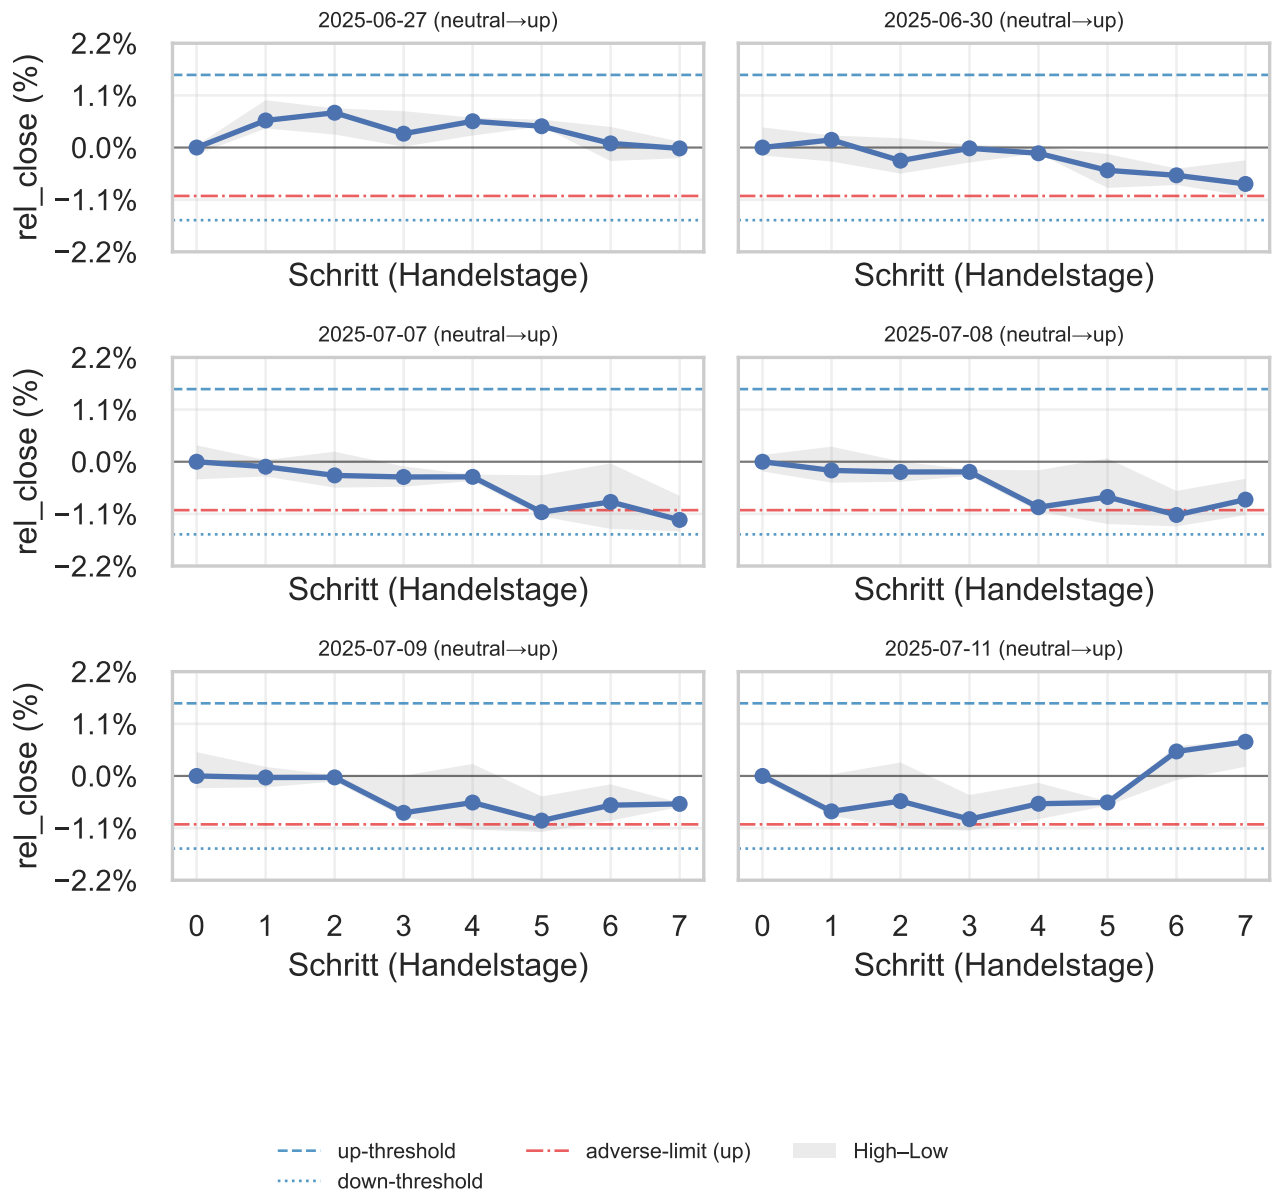 2025-06-27 (neutral→up)
2025-06-30 (neutral→up)
rel_close (%)
2.2%
1.1%
0.0%
−1.1%
−2.2%
Schritt (Handelstage)
Schritt (Handelstage)
2025-07-07 (neutral→up)
2025-07-08 (neutral→up)
rel_close (%)
2.2%
1.1%
0.0%
−1.1%
−2.2%
Schritt (Handelstage)
Schritt (Handelstage)
2025-07-09 (neutral→up)
2025-07-11 (neutral→up)
rel_close (%)
2.2%
1.1%
0.0%
−1.1%
−2.2%
0 1 2 3 4 5 6 7
0 1 2 3 4 5 6 7
Schritt (Handelstage)
Schritt (Handelstage)
up-threshold
down-threshold
adverse-limit (up)
High–Low